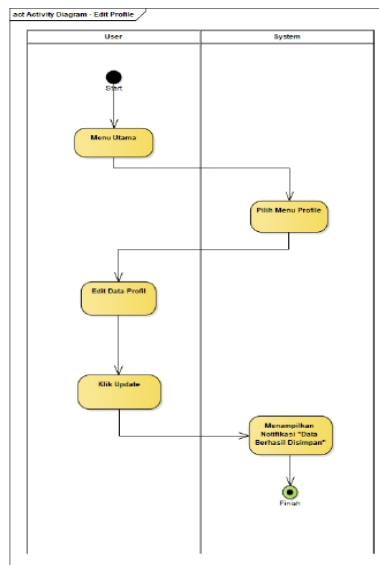 act Activity Diagram - Edit Profile
User
System
Start
Menu Utama
Pilih Menu Profile
Edit Data Profil
Klik Update
Menampilkan
Notifikasi "Data
Berhasil Disimpan"
Finish